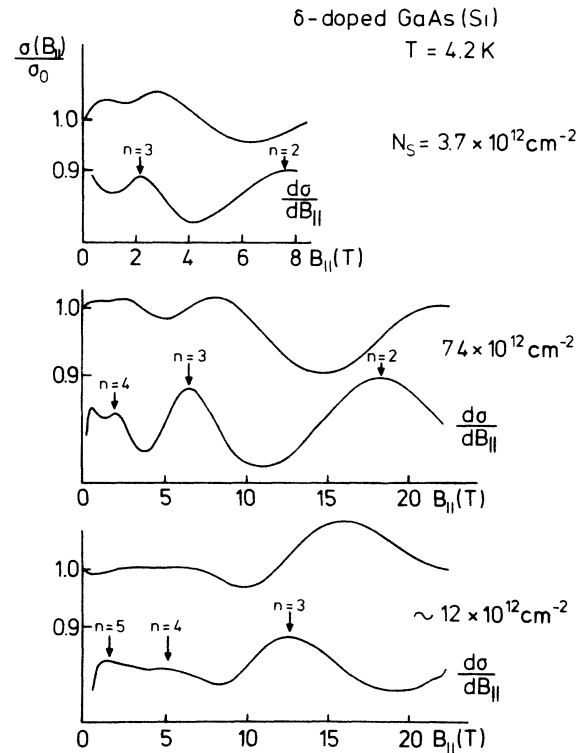 δ-doped GaAs(Si)
T = 4.2 K
σ(B||)
σ0
1.0
0.9
n=3
n=2
dσ
dB||
NS = 3.7 × 10^12 cm^-2
0 2 4 6 8 B||(T)
1.0
0.9
n=4
n=3
n=2
7.4 × 10^12 cm^-2
dσ
dB||
0 5 10 15 20 B||(T)
1.0
0.9
n=5
n=4
n=3
~ 12 × 10^12 cm^-2
dσ
dB||
0 5 10 15 20 B||(T)